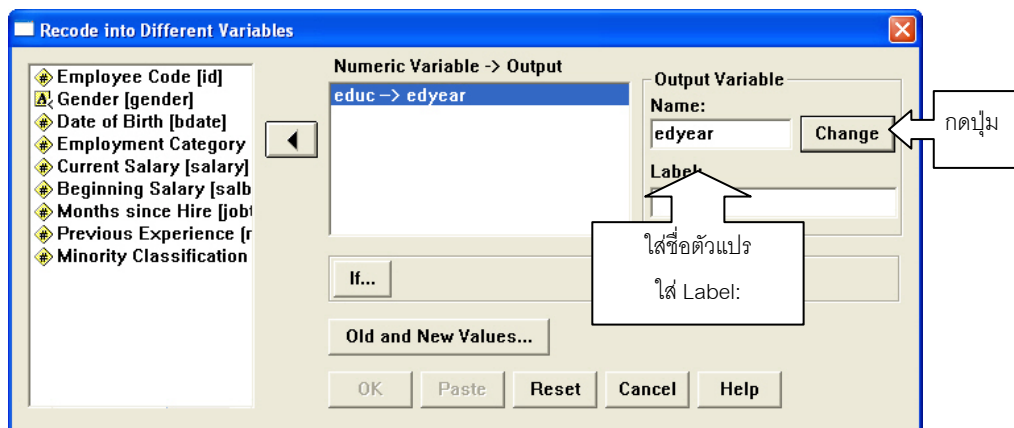 Recode into Different Variables
Employee Code [id]
Gender [gender]
Date of Birth [bdate]
Employment Category
Current Salary [salary]
Beginning Salary [salb
Months since Hire [jobt
Previous Experience [r
Minority Classification
Numeric Variable -> Output
educ -> edyear
Output Variable
Name:
edyear
Change
กดปุ่ม
Label:
ใส่ชื่อตัวแปร
ใส่ Label:
If...
Old and New Values...
OK
Paste
Reset
Cancel
Help